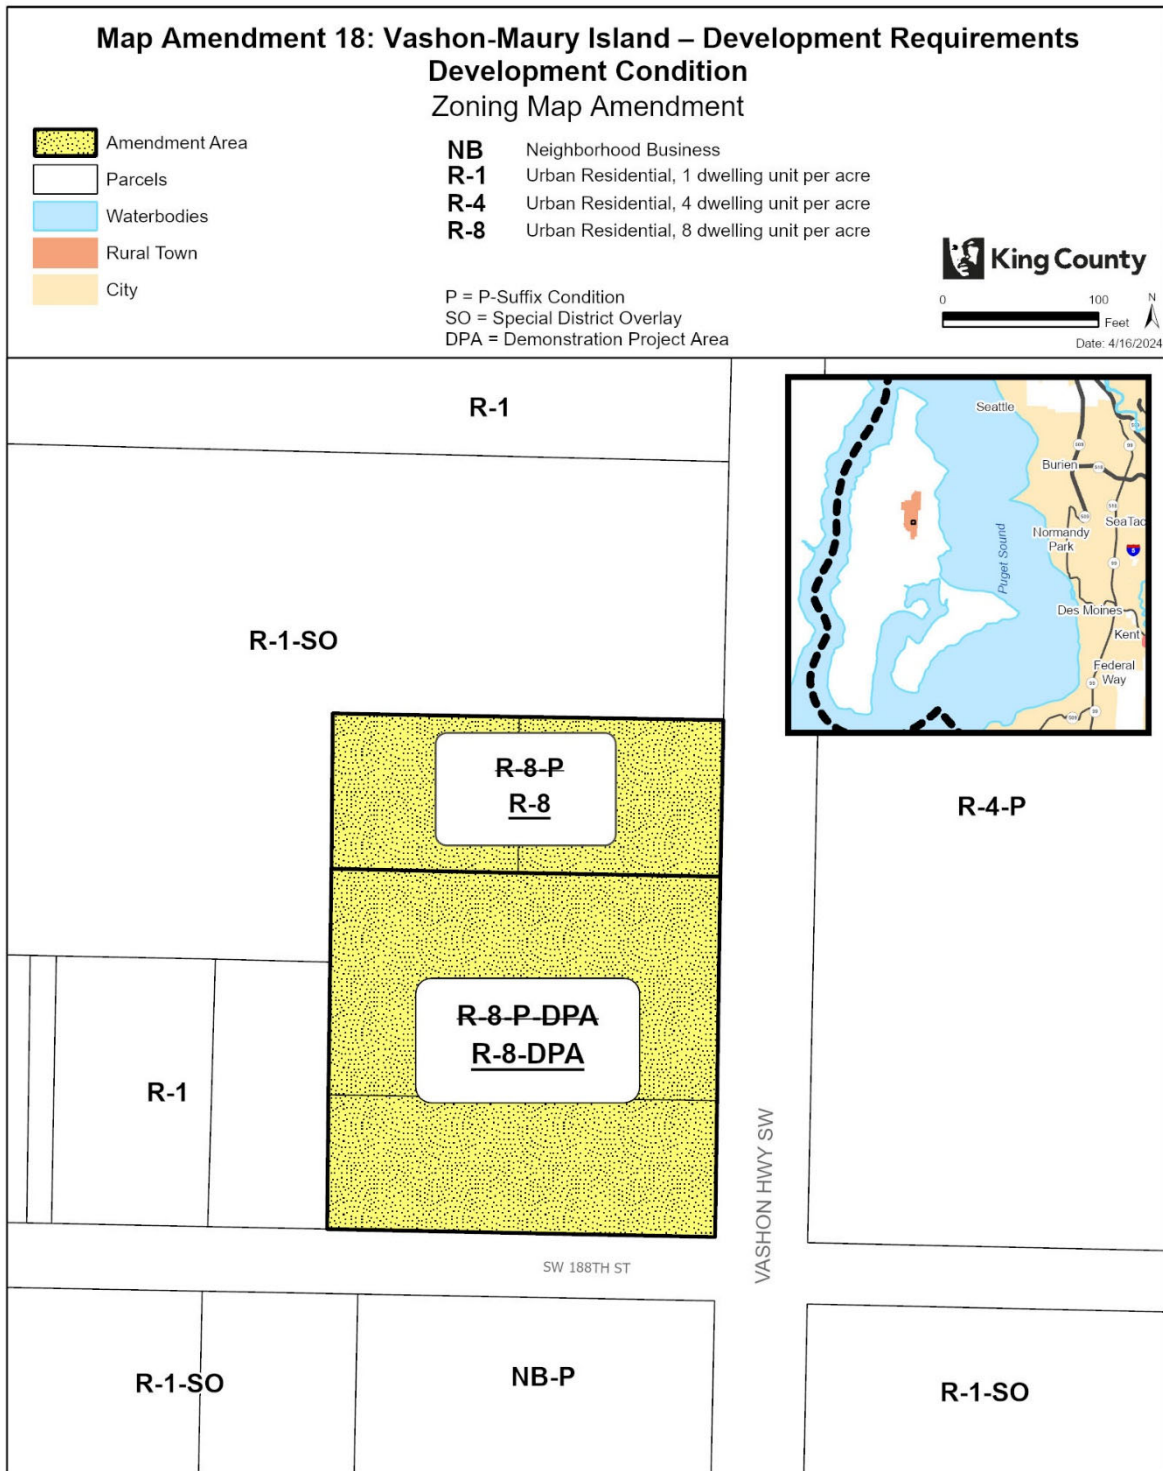 Map Amendment 18: Vashon-Maury Island – Development Requirements
Development Condition
Zoning Map Amendment
Amendment Area
Parcels
Waterbodies
Rural Town
City
NB Neighborhood Business
R-1 Urban Residential, 1 dwelling unit per acre
R-4 Urban Residential, 4 dwelling unit per acre
R-8 Urban Residential, 8 dwelling unit per acre
P = P-Suffix Condition
SO = Special District Overlay
DPA = Demonstration Project Area
King County
0 100
Feet
N
Date: 4/16/2024
R-1
Seattle
Burien
SeaTac
Normandy
Park
Puget Sound
Des Moines
Kent
Federal
Way
R-1-SO
R-8-P
R-8
R-4-P
R-8-P-DPA
R-8-DPA
R-1
VASHON HWY SW
SW 188TH ST
R-1-SO
NB-P
R-1-SO